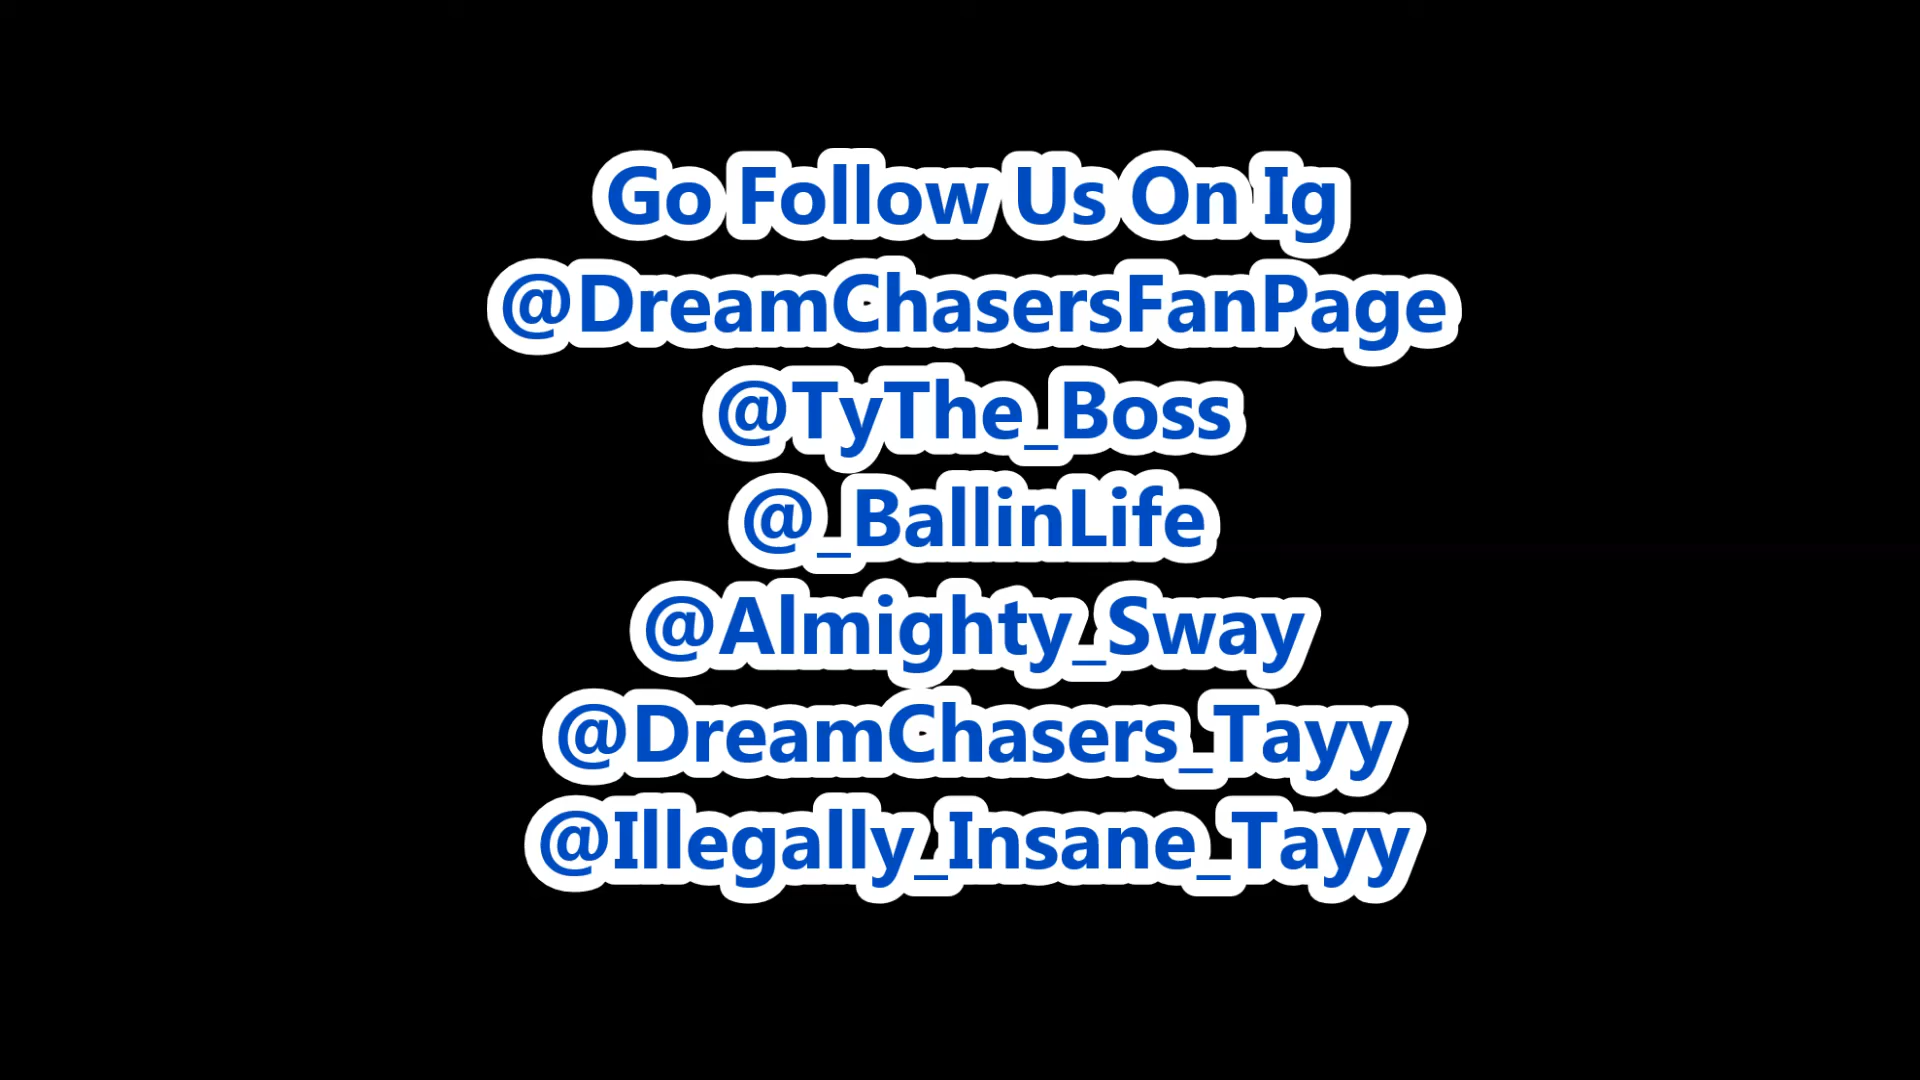 Go Follow Us On Ig
@DreamChasersFanPage
@TyThe_Boss
@_BallinLife
@Almighty_Sway
@DreamChasers_Tayy
@Illegally_Insane_Tayy